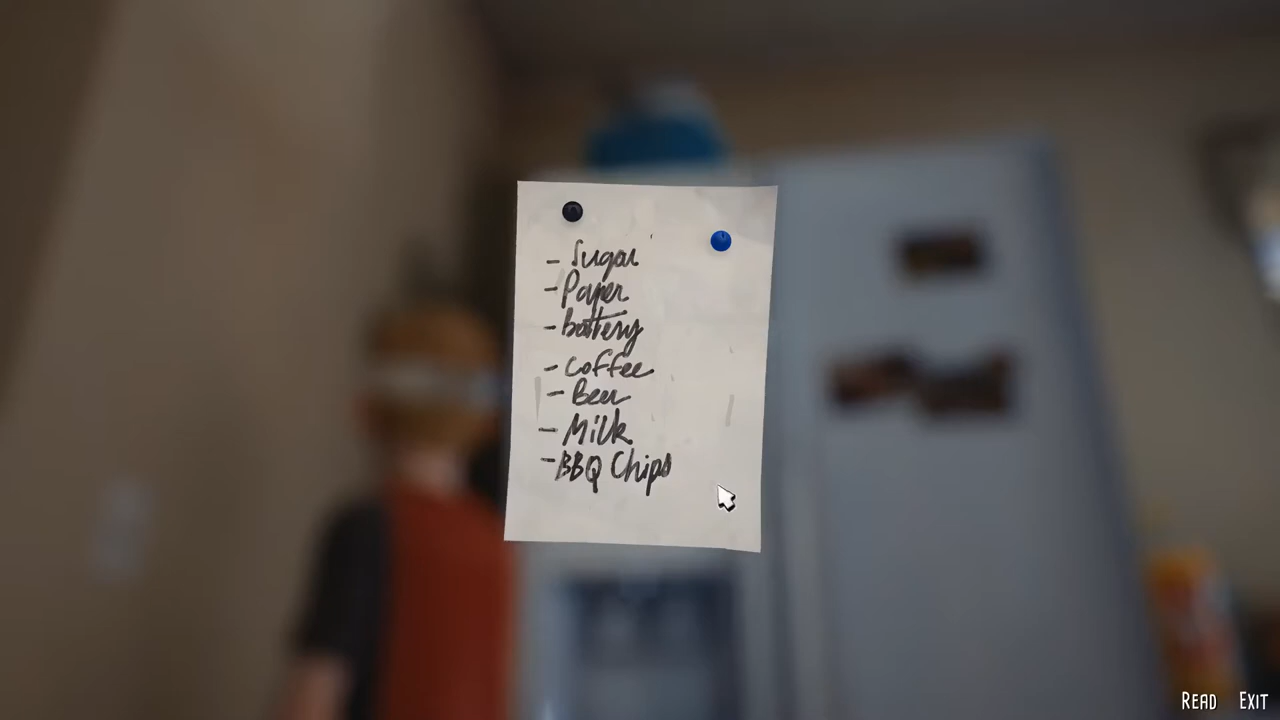 - Sugar
- Paper
- battery
- coffee
- Beer
- Milk
- BBQ Chips
READ EXIT